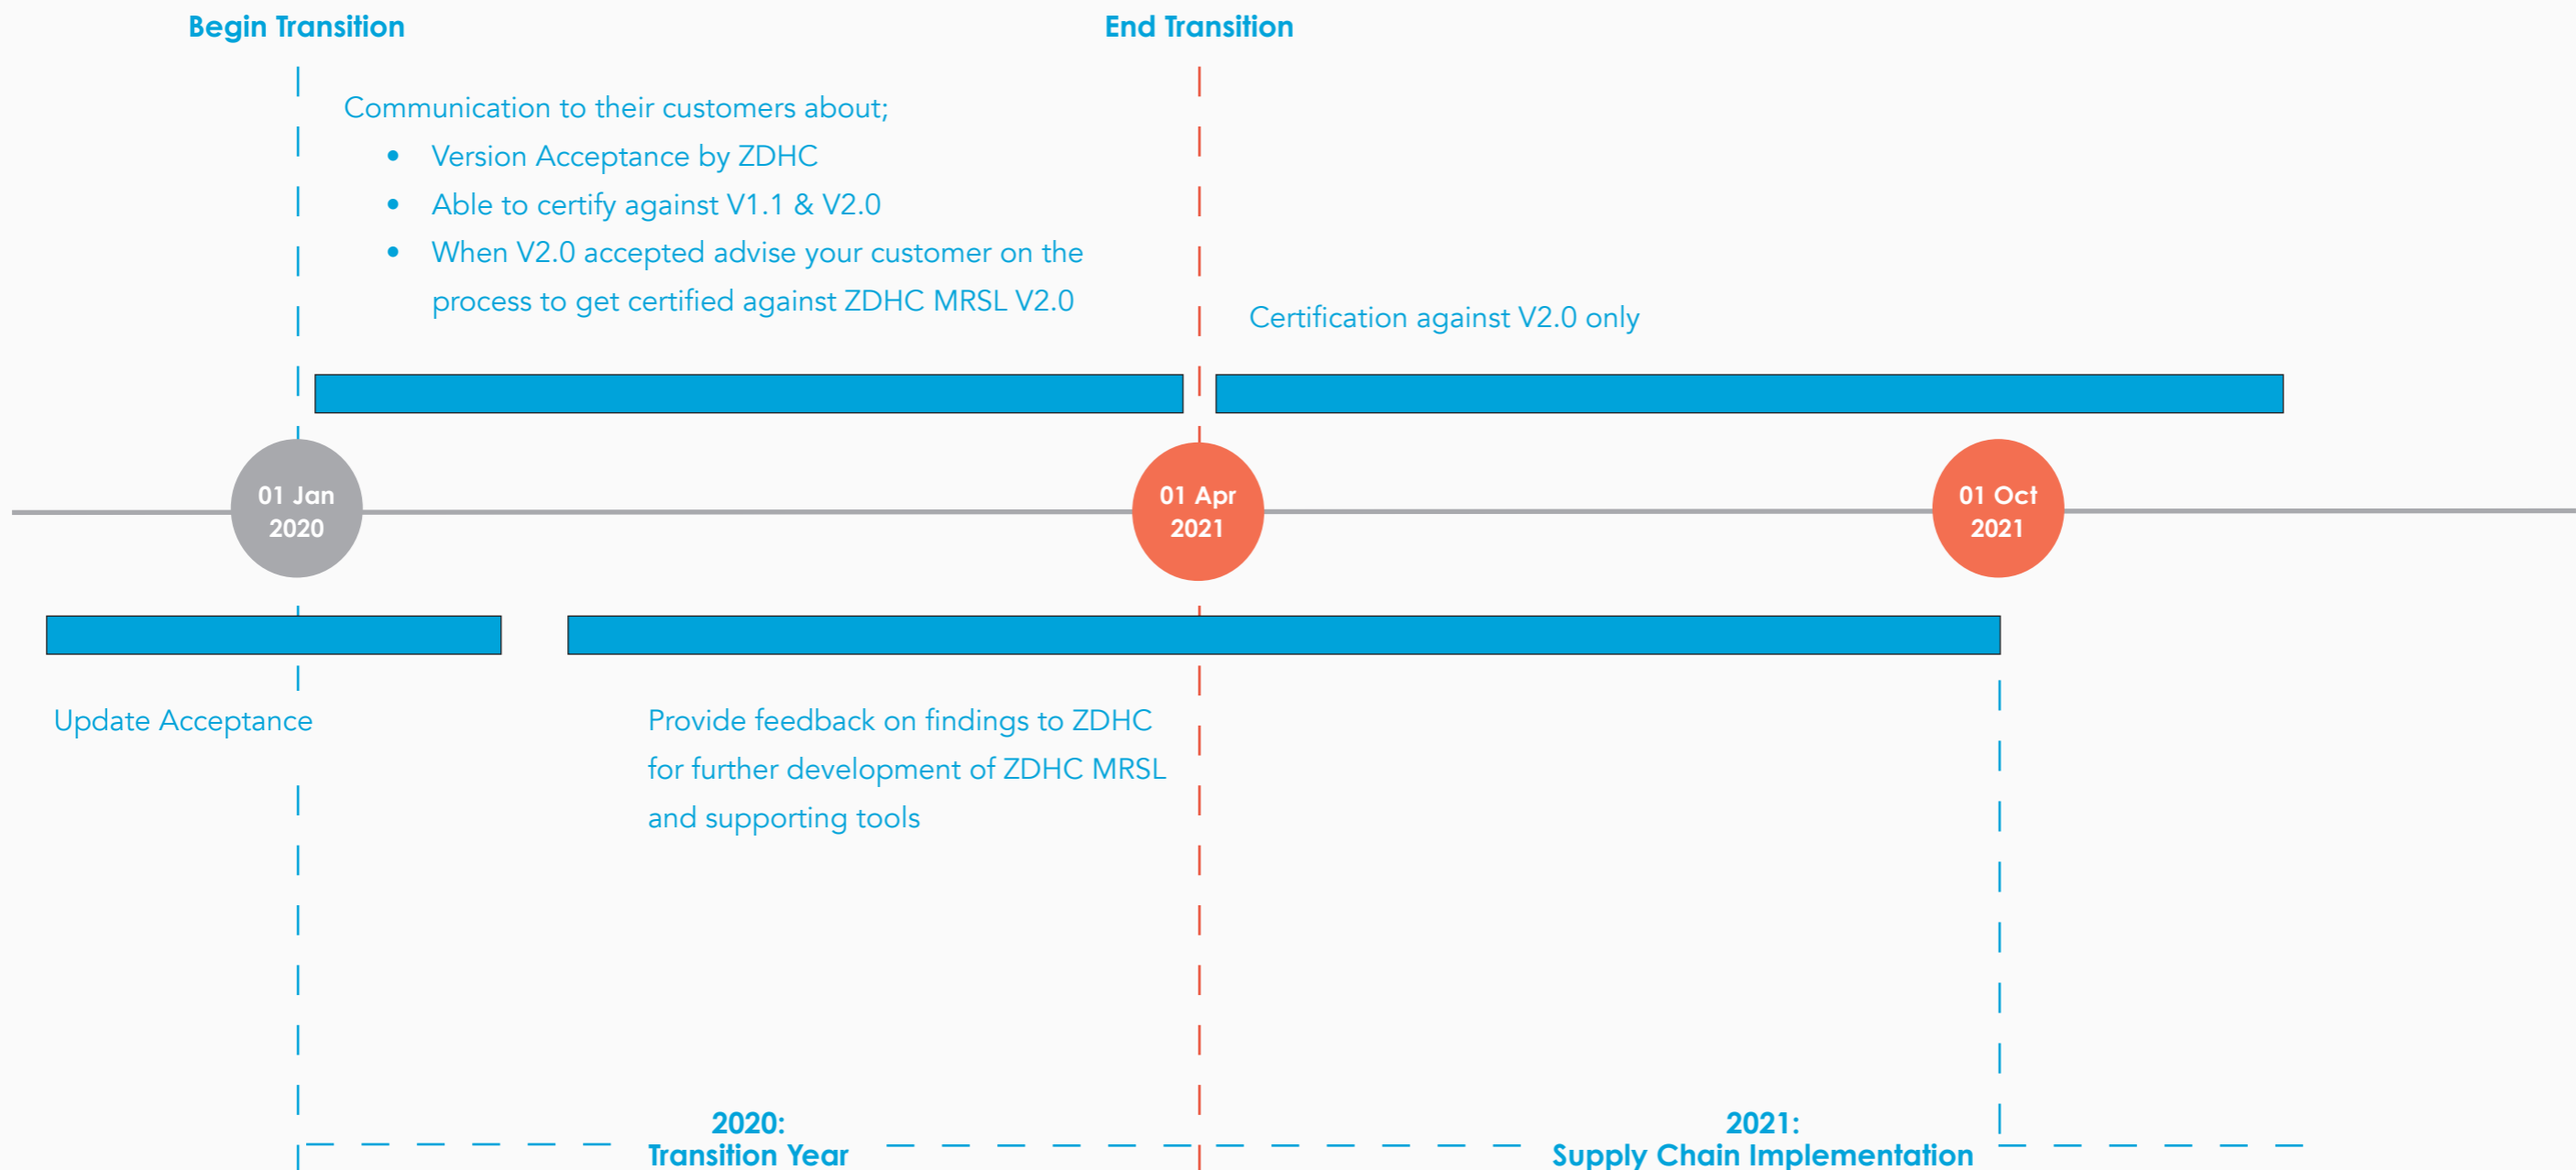 Begin Transition
End Transition
Communication to their customers about;
• Version Acceptance by ZDHC
• Able to certify against V1.1 & V2.0
• When V2.0 accepted advise your customer on the
process to get certified against ZDHC MRSL V2.0
Certification against V2.0 only
01 Jan
2020
01 Apr
2021
01 Oct
2021
Update Acceptance
Provide feedback on findings to ZDHC
for further development of ZDHC MRSL
and supporting tools
2020:
Transition Year
2021:
Supply Chain Implementation